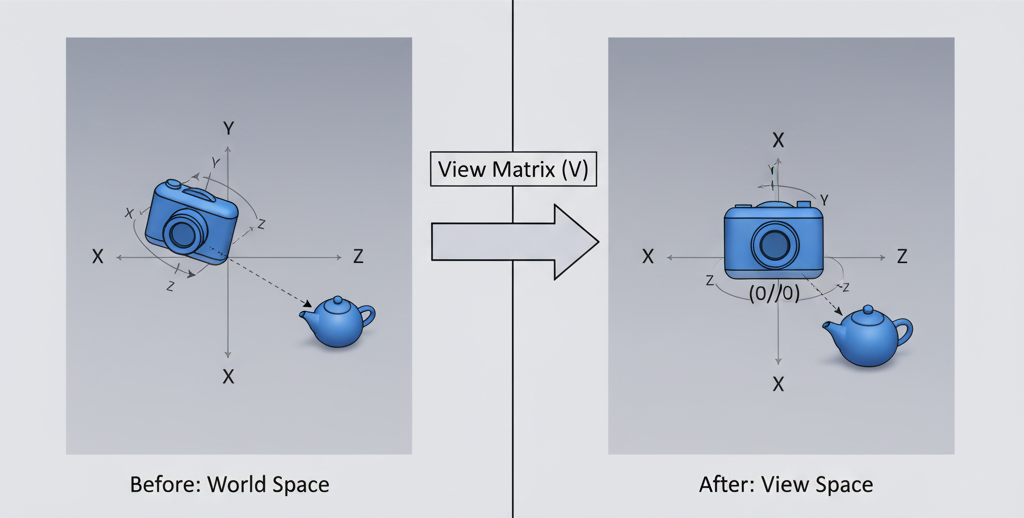 Y
Y
X
Z
X
Z
Z
X
Before: World Space
View Matrix (V)
X
Y
Y
X
Z
Z
~Z
(0//0)
X
After: View Space